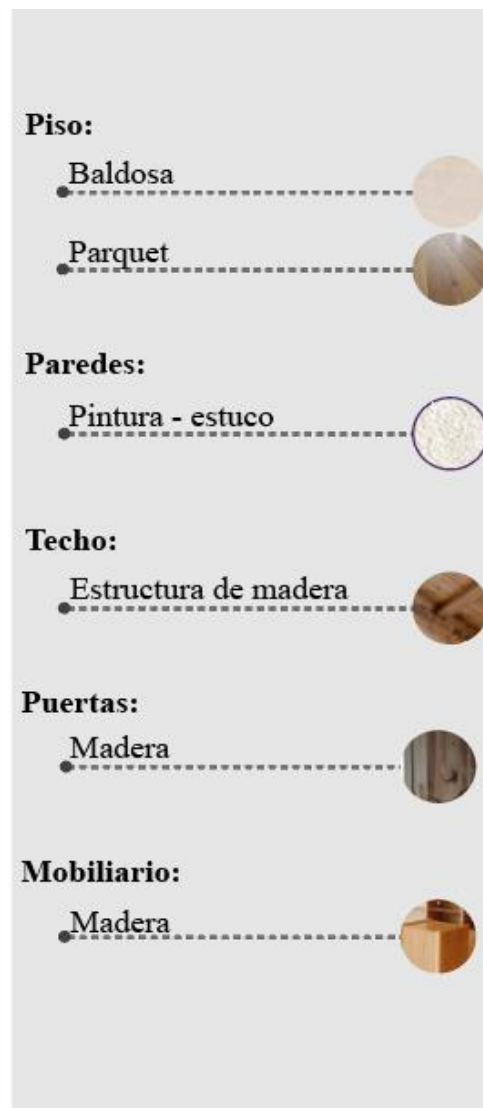 Piso:
Baldosa
Parquet
Paredes:
Pintura - estuco
Techo:
Estructura de madera
Puertas:
Madera
Mobiliario:
Madera